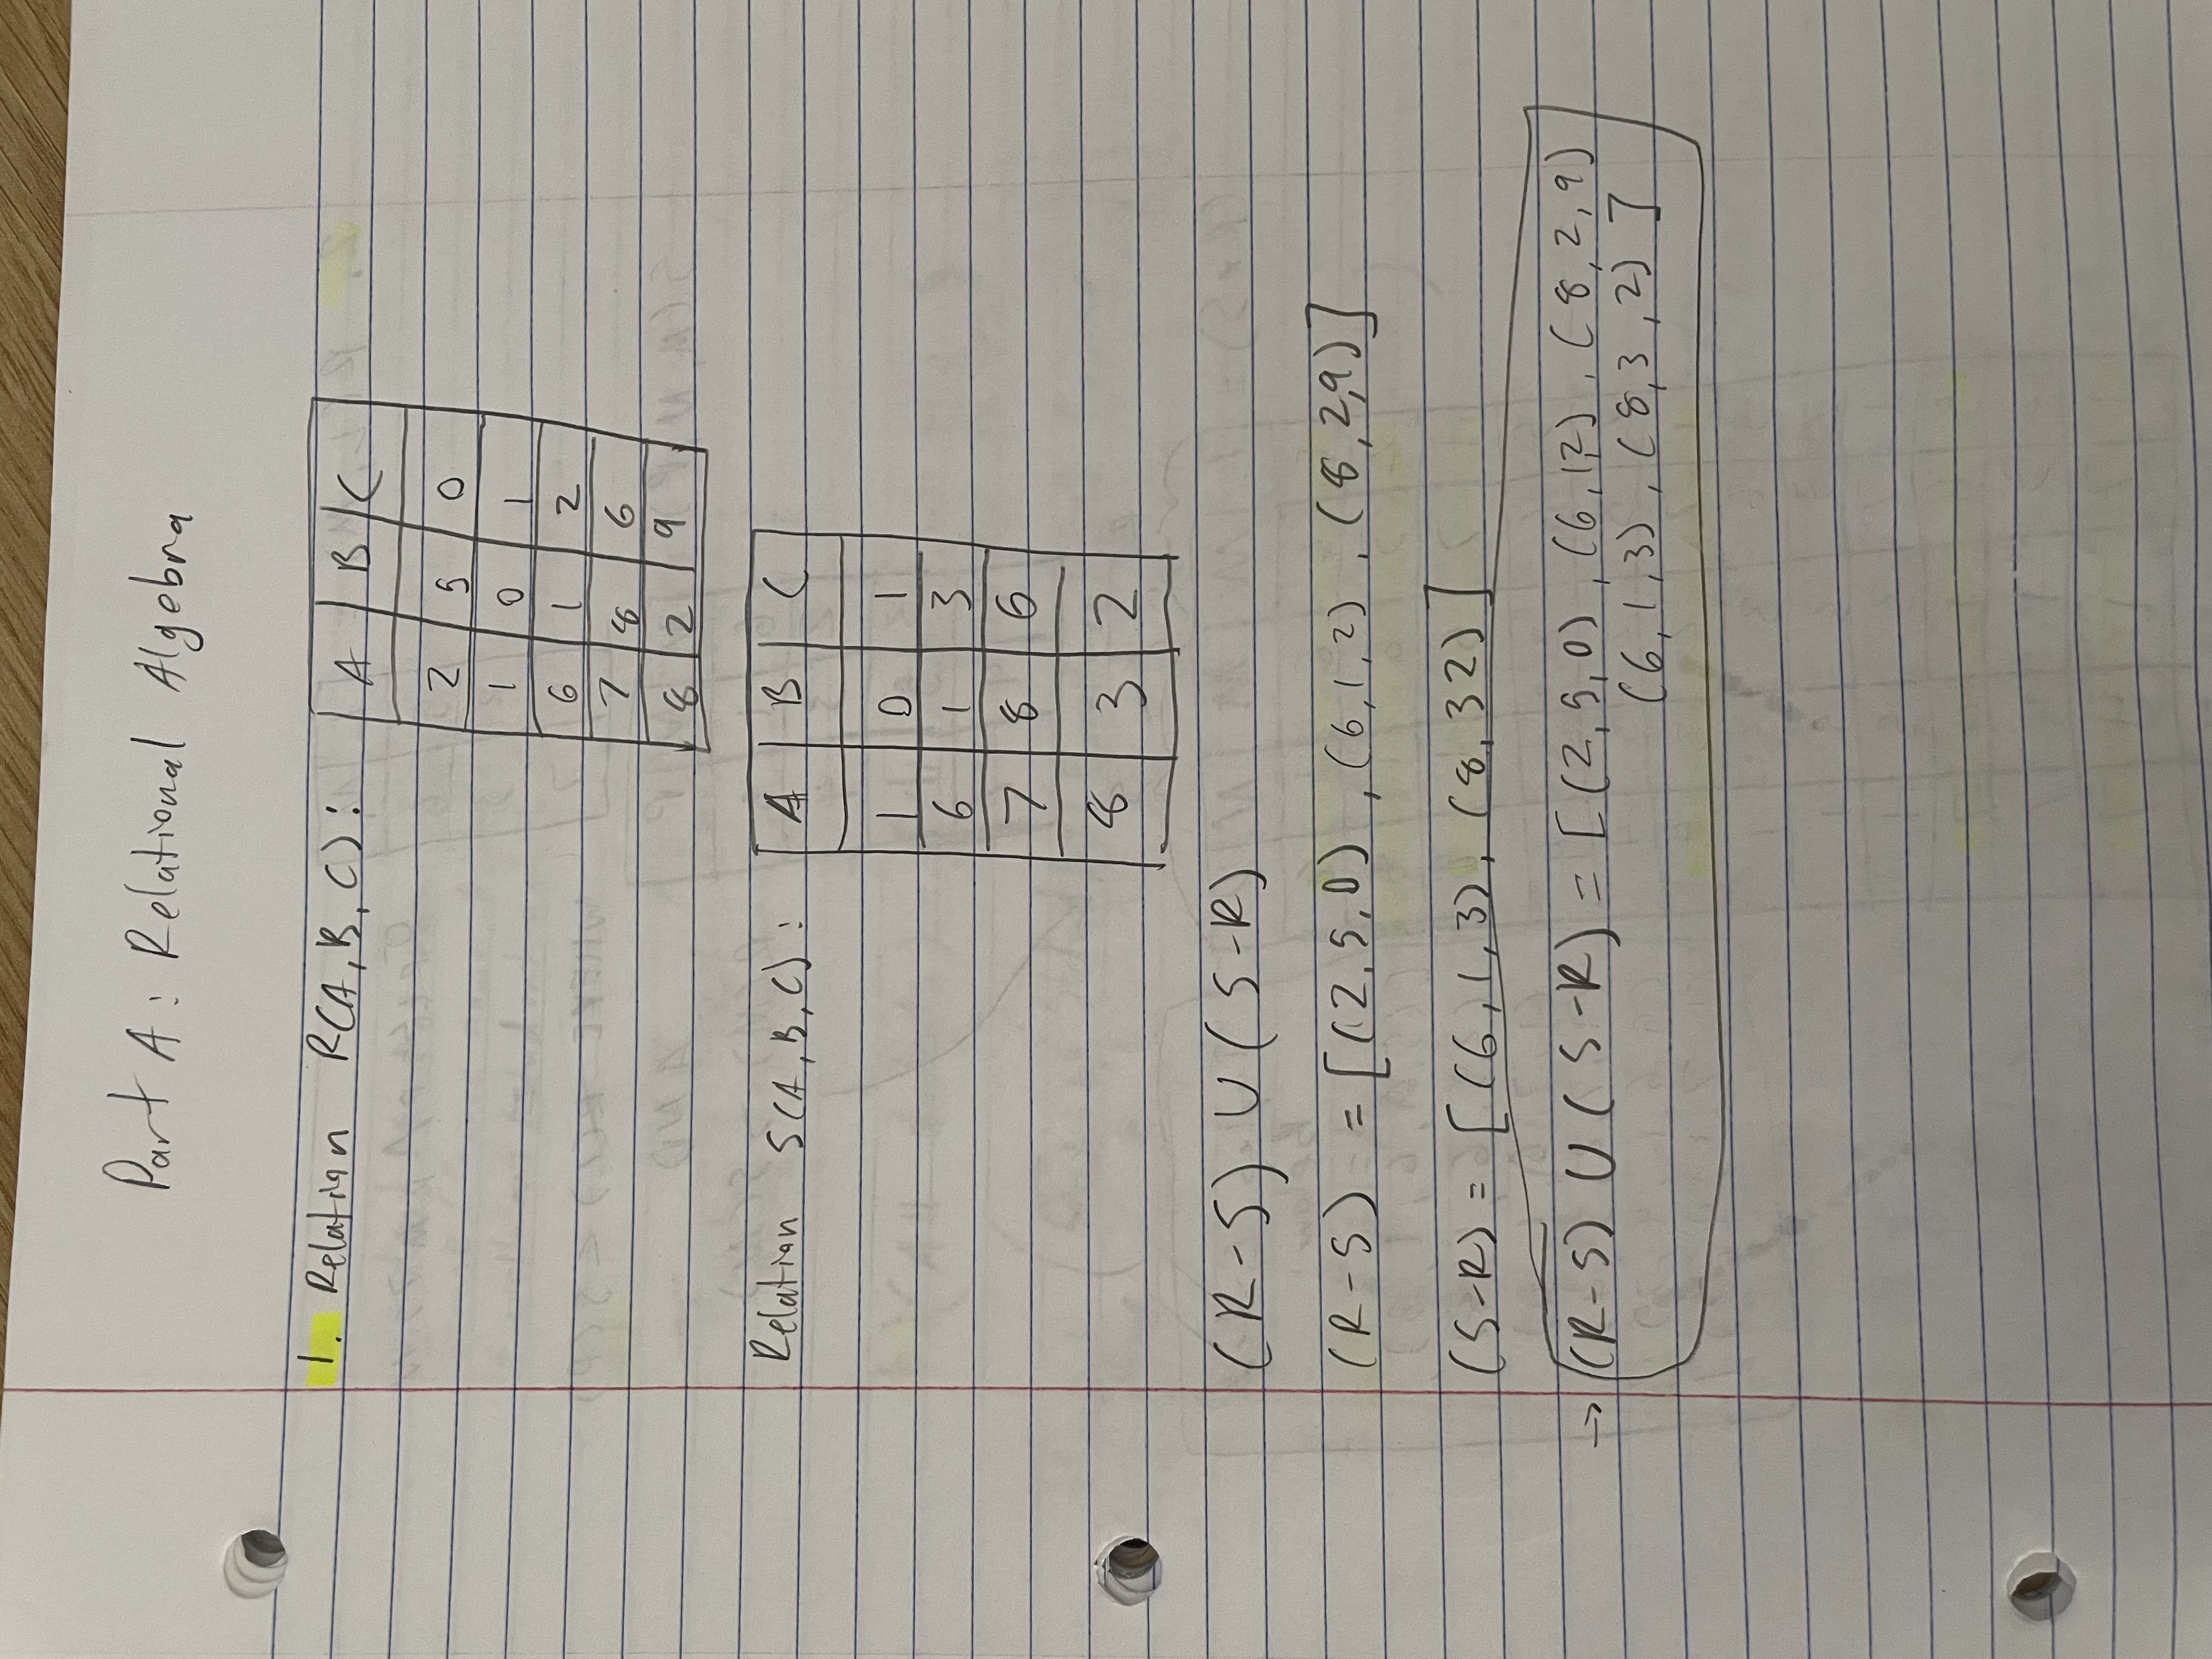 Part A: Relational Algebra
1. Relation R(A, B, C):
A B C
2 5 0
1 0 1
6 1 2
7 8 6
8 2 9
Relation S(A, B, C):
A B C
1 0 1
6 1 3
7 8 6
8 3 2
(R-S) ∪ (S-R)
(R-S) = [(2,5,0), (6,1,2), (8,2,9)]
(S-R) = [(6,1,3), (8,32)]
→ (R-S) ∪ (S-R) = [(2,5,0), (6,1,2), (8,2,9)
(6,1,3), (8,3,2)]